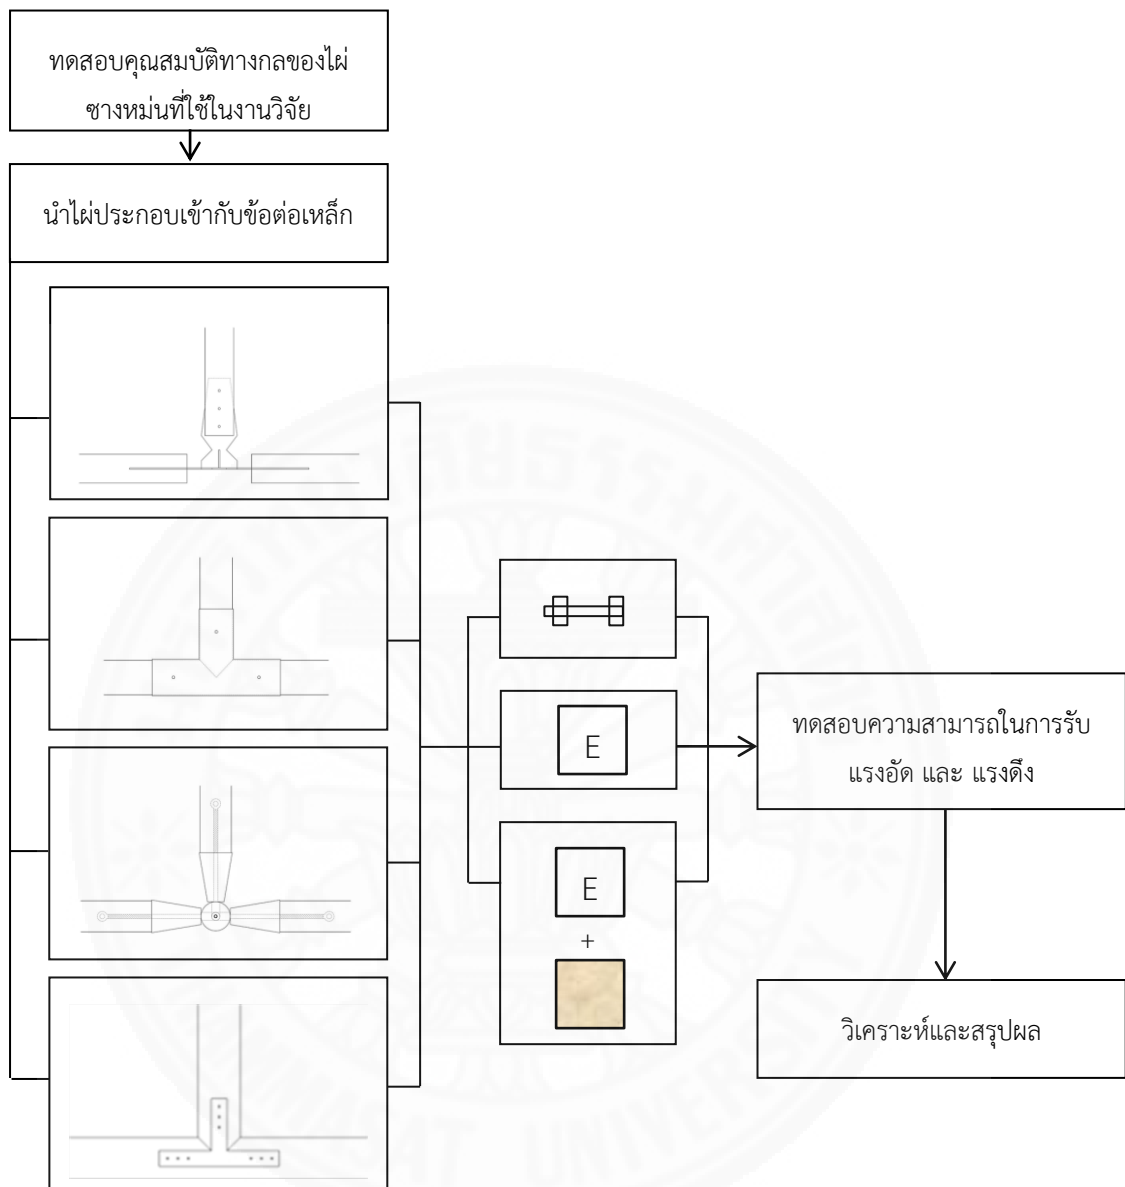 ทดสอบคุณสมบัติทางกลของไผ่
ซางหม่นที่ใช้ในงานวิจัย
นำไผ่ประกอบเข้ากับข้อต่อเหล็ก
E
E
+
ทดสอบความสามารถในการรับ
แรงอัด และ แรงดึง
วิเคราะห์และสรุปผล